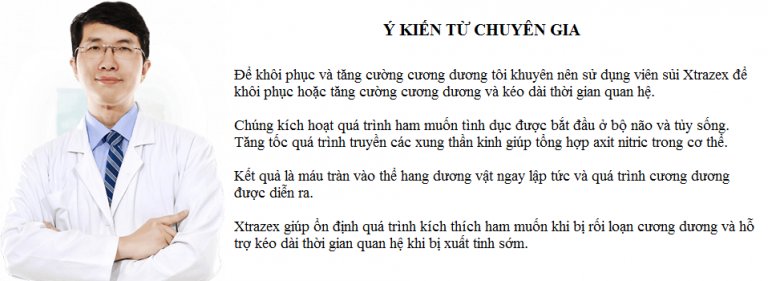 Ý KIẾN TỪ CHUYÊN GIA
Để khôi phục và tăng cường cương dương tôi khuyên nên sử dụng viên sủi Xtrazex để
khôi phục hoặc tăng cường cương dương và kéo dài thời gian quan hệ.
Chúng kích hoạt quá trình ham muốn tình dục được bắt đầu ở bộ não và tủy sống.
Tăng tốc quá trình truyền các xung thần kinh giúp tổng hợp axit nitric trong cơ thể.
Kết quả là máu tràn vào thể hang dương vật ngay lập tức và quá trình cương dương
được diễn ra.
Xtrazex giúp ổn định quá trình kích thích ham muốn khi bị rối loạn cương dương và hỗ
trợ kéo dài thời gian quan hệ khi bị xuất tinh sớm.